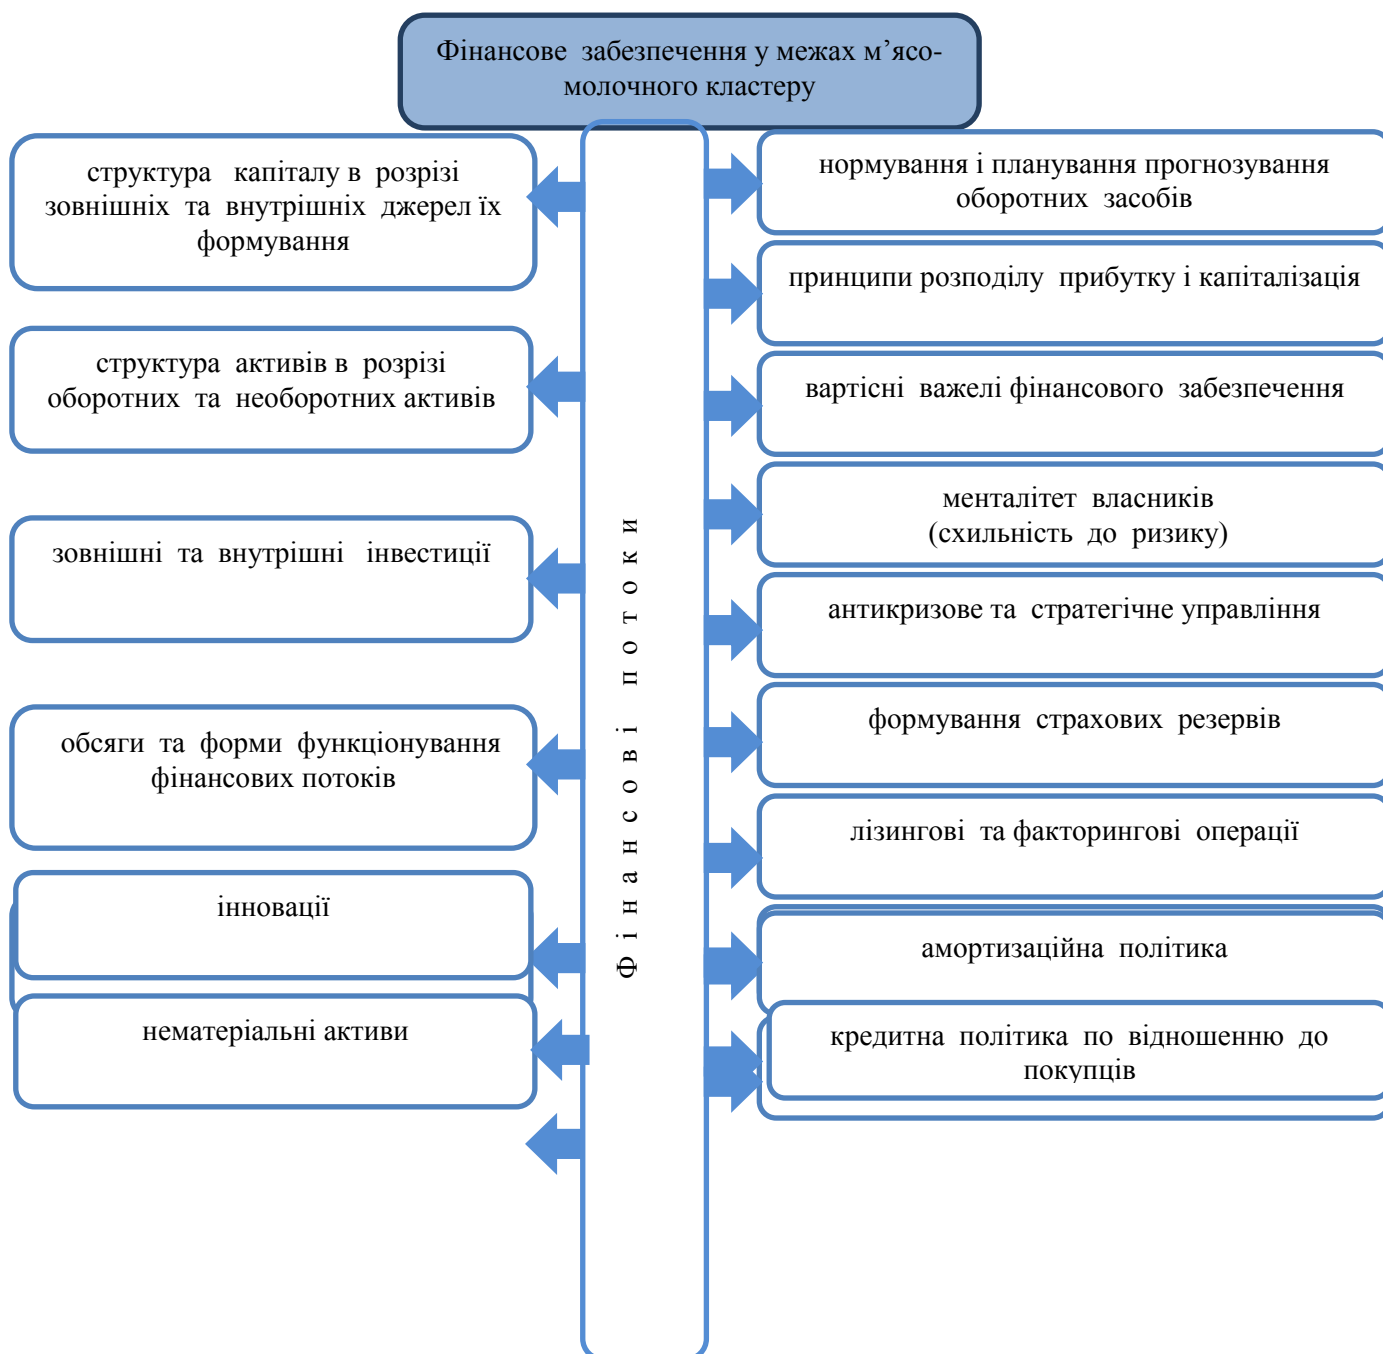 Фінансове забезпечення у межах м’ясо-
молочного кластеру
структура капіталу в розрізі
зовнішніх та внутрішніх джерел їх
формування
структура активів в розрізі
оборотних та необоротних активів
зовнішні та внутрішні інвестиції
обсяги та форми функціонування
фінансових потоків
інновації
нематеріальні активи
Фінансові потоки
нормування і планування прогнозування
оборотних засобів
принципи розподілу прибутку і капіталізація
вартісні важелі фінансового забезпечення
менталітет власників
(схильність до ризику)
антикризове та стратегічне управління
формування страхових резервів
лізингові та факторингові операції
амортизаційна політика
кредитна політика по відношенню до
покупців